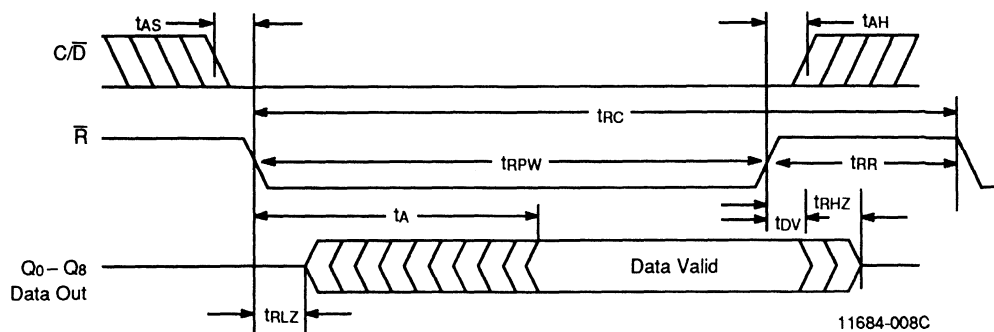 tAS
tAH
C/D̅
tRC
R̅
tRPW
tRR
tA
tRHZ
tDV
Q0 – Q8
Data Out
Data Valid
tRLZ
11684-008C